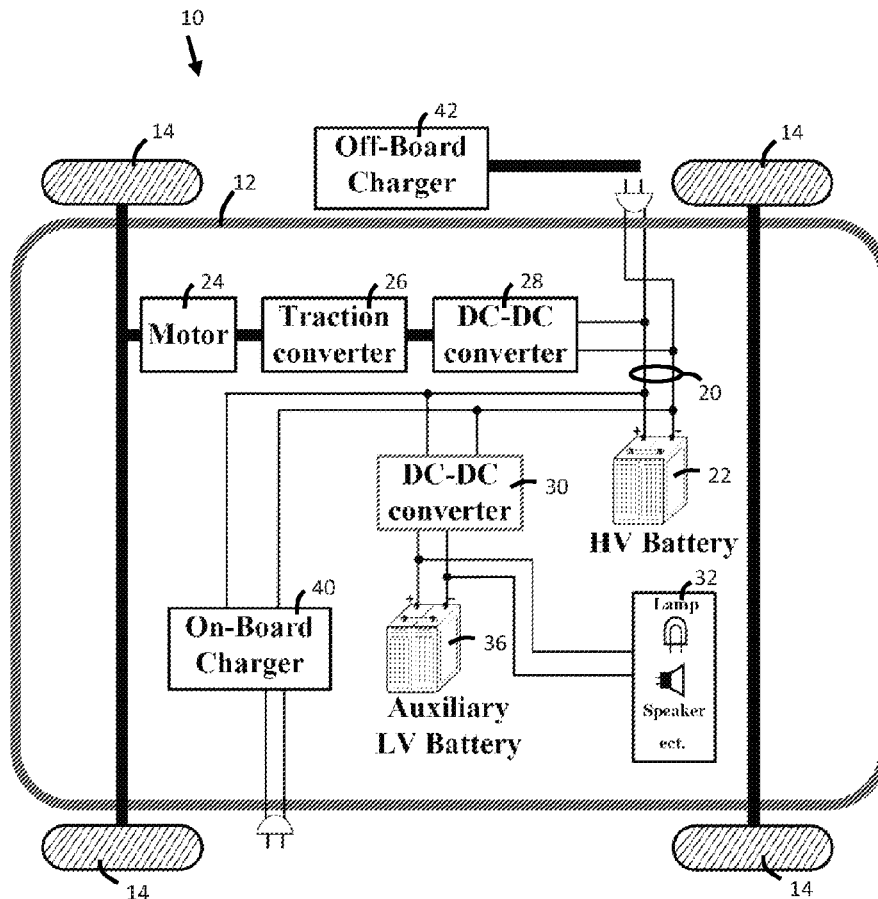 10
42
14
Off-Board
Charger
14
12
24
Motor
26
Traction
converter
28
DC-DC
converter
20
+ -
22
HV Battery
DC-DC
converter
30
40
On-Board
Charger
+ -
36
Auxiliary
LV Battery
32
Lamp
Speaker
ect.
14
14